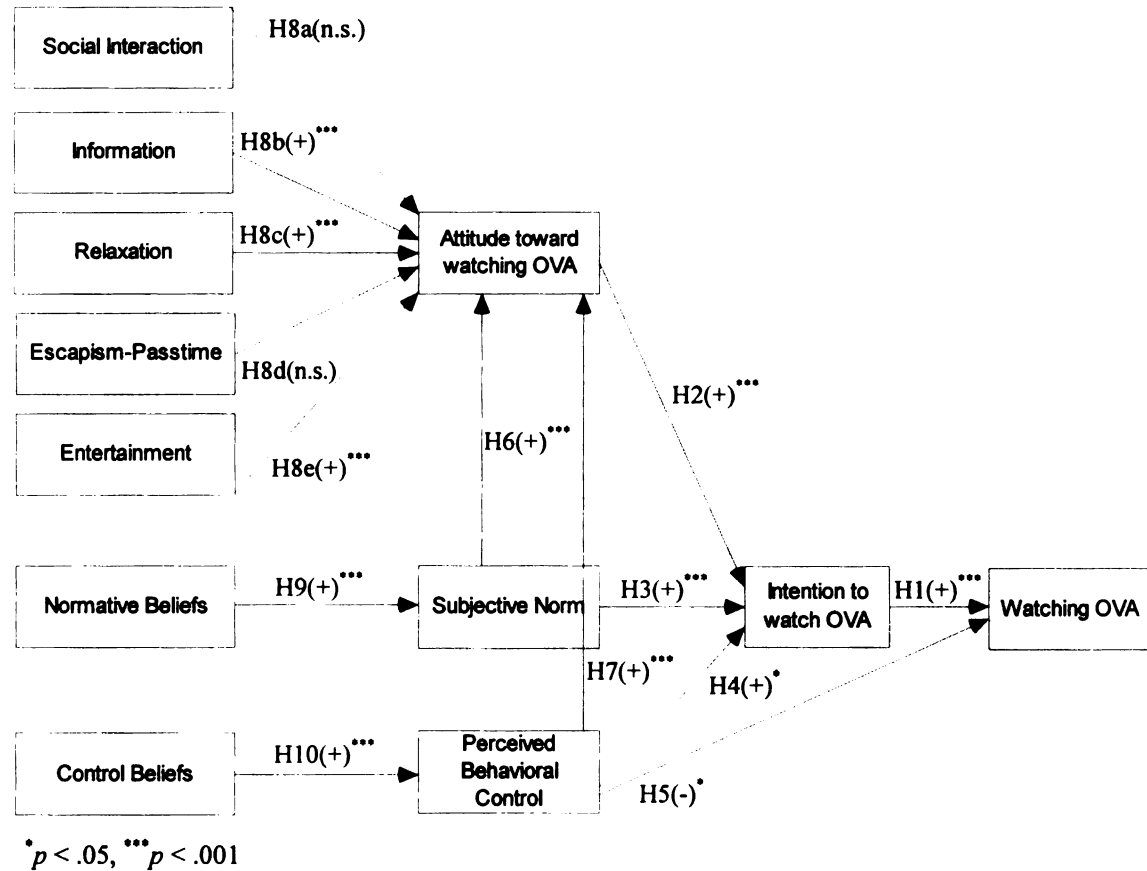 Social Interaction
H8a(n.s.)
Information
H8b(+)***
Relaxation
H8c(+)***
Attitude toward
watching OVA
Escapism-Passtime
H8d(n.s.)
H2(+)***
Entertainment
H8e(+)***
H6(+)***
Normative Beliefs
H9(+)***
Subjective Norm
H3(+)***
Intention to
watch OVA
H1(+)***
Watching OVA
H7(+)***
H4(+)*
Control Beliefs
H10(+)***
Perceived
Behavioral
Control
H5(-)*
*p < .05, ***p < .001